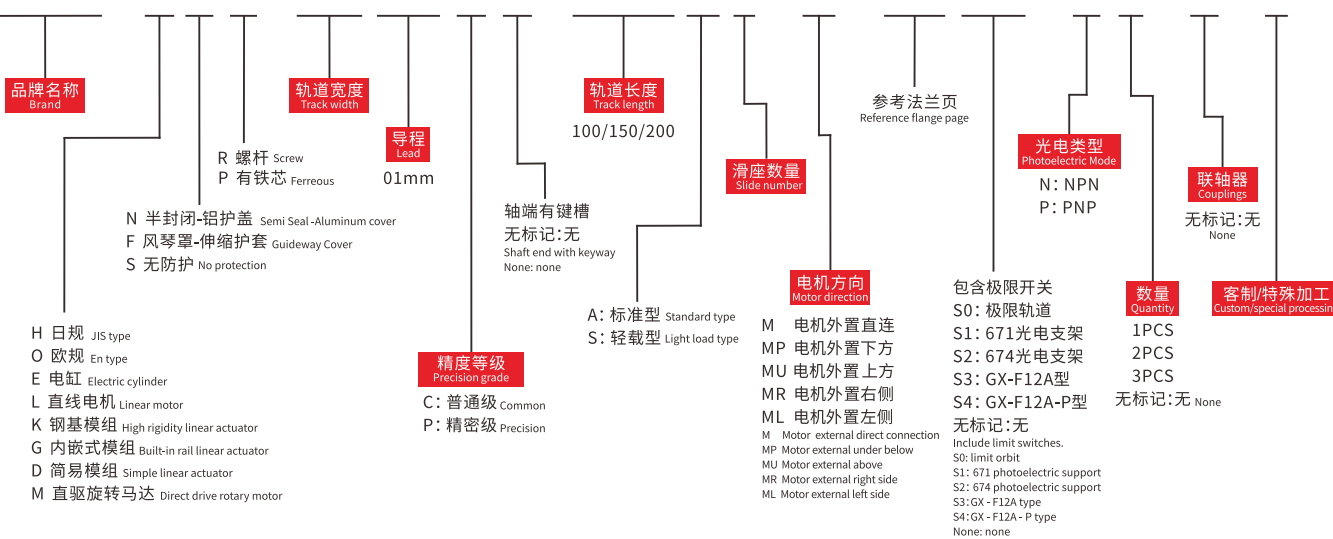 品牌名称
Brand
H 日规 JIS type
O 欧规 En type
E 电缸 Electric cylinder
L 直线电机 Linear motor
K 钢基模组 High rigidity linear actuator
G 内嵌式模组 Built-in rail linear actuator
D 简易模组 Simple linear actuator
M 直驱旋转马达 Direct drive rotary motor
N 半封闭-铝护盖 Semi Seal -Aluminum cover
F 风琴罩-伸缩护套 Guideway Cover
S 无防护 No protection
R 螺杆 Screw
P 有铁芯 Ferreous
轨道宽度
Track width
导程
Lead
01mm
精度等级
Precision grade
C: 普通级 Common
P: 精密级 Precision
轴端有键槽
无标记:无
Shaft end with keyway
None: none
轨道长度
Track length
100/150/200
A: 标准型 Standard type
S: 轻载型 Light load type
滑座数量
Slide number
电机方向
Motor direction
M 电机外置直连
MP 电机外置下方
MU 电机外置上方
MR 电机外置右侧
ML 电机外置左侧
M Motor external direct connection
MP Motor external under below
MU Motor external above
MR Motor external right side
ML Motor external left side
参考法兰页
Reference flange page
包含极限开关
S0: 极限轨道
S1: 671光电支架
S2: 674光电支架
S3: GX-F12A型
S4: GX-F12A-P型
无标记:无
Include limit switches.
S0: limit orbit
S1: 671 photoelectric support
S2: 674 photoelectric support
S3:GX - F12A type
S4:GX - F12A - P type
None: none
光电类型
Photoelectric Mode
N: NPN
P: PNP
数量
Quantity
1PCS
2PCS
3PCS
无标记:无 None
联轴器
Couplings
无标记:无
None
客制/特殊加工
Custom/special processin